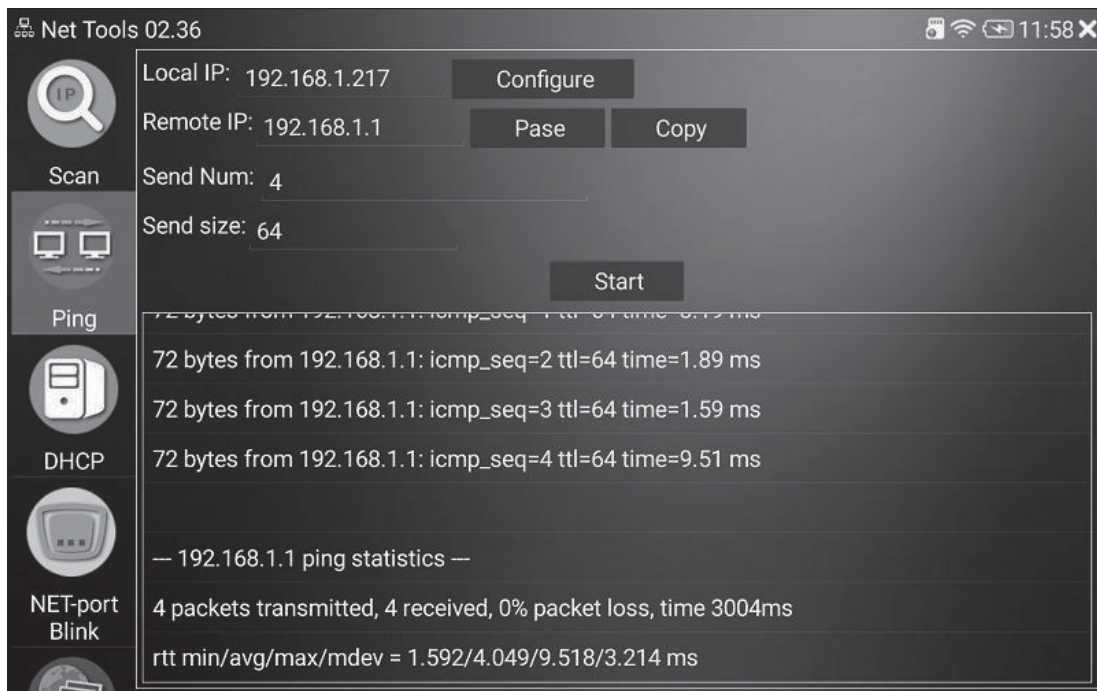 Net Tools 02.36
11:58
Local IP: 192.168.1.217 Configure
IP
Remote IP: 192.168.1.1 Pase Copy
Scan
Send Num: 4
Send size: 64
Start
Ping
72 bytes from 192.168.1.1: icmp_seq=2 ttl=64 time=1.89 ms
72 bytes from 192.168.1.1: icmp_seq=3 ttl=64 time=1.59 ms
DHCP
72 bytes from 192.168.1.1: icmp_seq=4 ttl=64 time=9.51 ms
--- 192.168.1.1 ping statistics ---
NET-port
Blink
4 packets transmitted, 4 received, 0% packet loss, time 3004ms
rtt min/avg/max/mdev = 1.592/4.049/9.518/3.214 ms